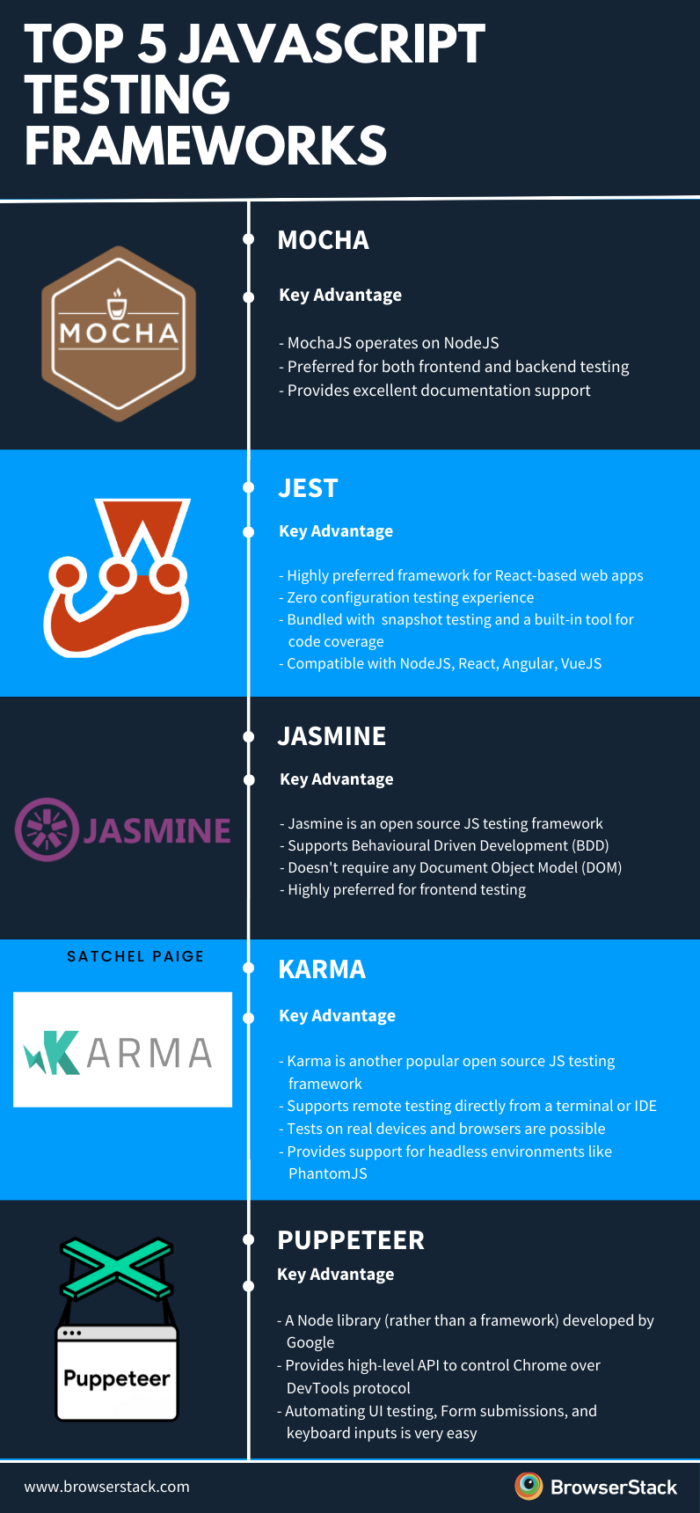 TOP 5 JAVASCRIPT
TESTING
FRAMEWORKS
MOCHA
MOCHA
Key Advantage
- MochaJS operates on NodeJS
- Preferred for both frontend and backend testing
- Provides excellent documentation support
JEST
Key Advantage
- Highly preferred framework for React-based web apps
- Zero configuration testing experience
- Bundled with  snapshot testing and a built-in tool for
code coverage
- Compatible with NodeJS, React, Angular, VueJS
JASMINE
JASMINE
Key Advantage
- Jasmine is an open source JS testing framework
- Supports Behavioural Driven Development (BDD)
- Doesn't require any Document Object Model (DOM)
- Highly preferred for frontend testing
SATCHEL PAIGE
KARMA
KARMA
Key Advantage
- Karma is another popular open source JS testing
framework
- Supports remote testing directly from a terminal or IDE
- Tests on real devices and browsers are possible
- Provides support for headless environments like
PhantomJS
Puppeteer
PUPPETEER
Key Advantage
- A Node library (rather than a framework) developed by
Google
- Provides high-level API to control Chrome over
DevTools protocol
- Automating UI testing, Form submissions, and
keyboard inputs is very easy
www.browserstack.com
BrowserStack